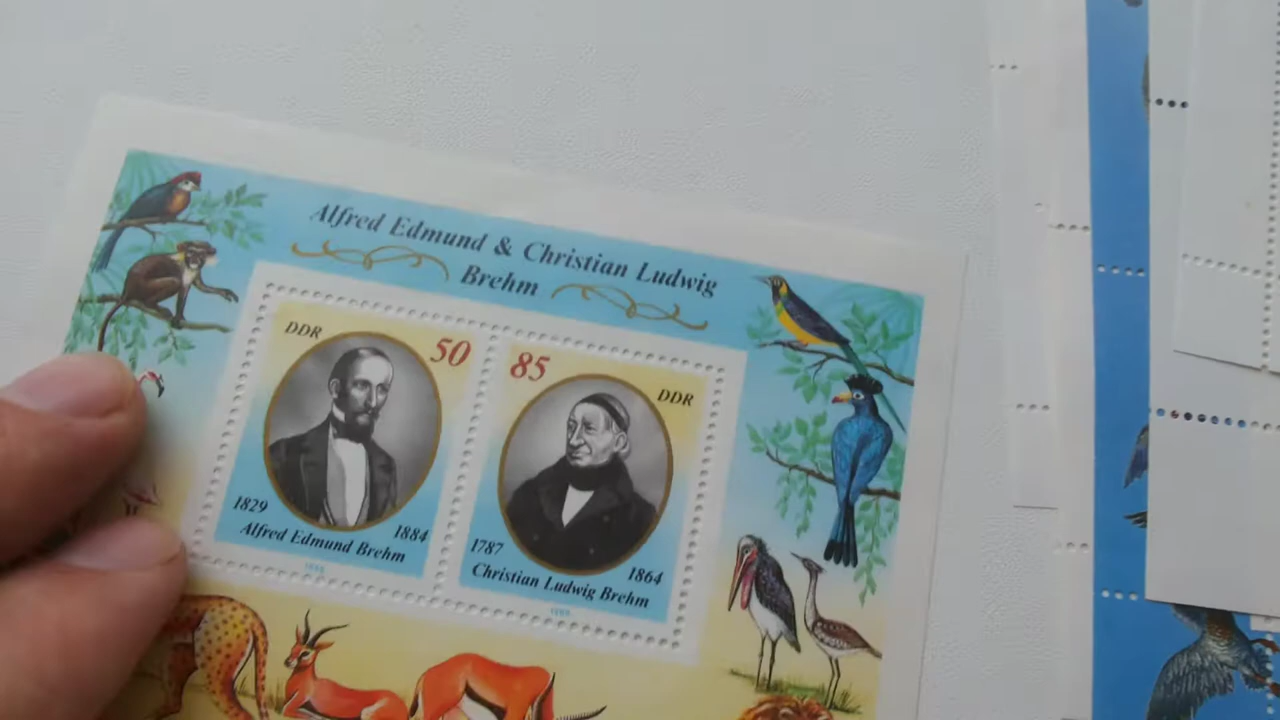 Alfred Edmund & Christian Ludwig
Brehm
DDR
50
1829
1884
Alfred Edmund Brehm
85
DDR
1787
1864
Christian Ludwig Brehm